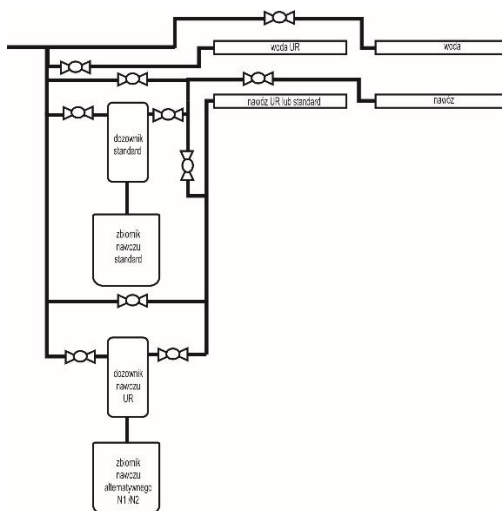 woda UR
woda
nawóz UR lub standard
nawóz
dozownik
standard
zbiornik
nawozu
standard
dozownik
nawozu
UR
zbiornik
nawozu
alternatywnego
N1 /N2